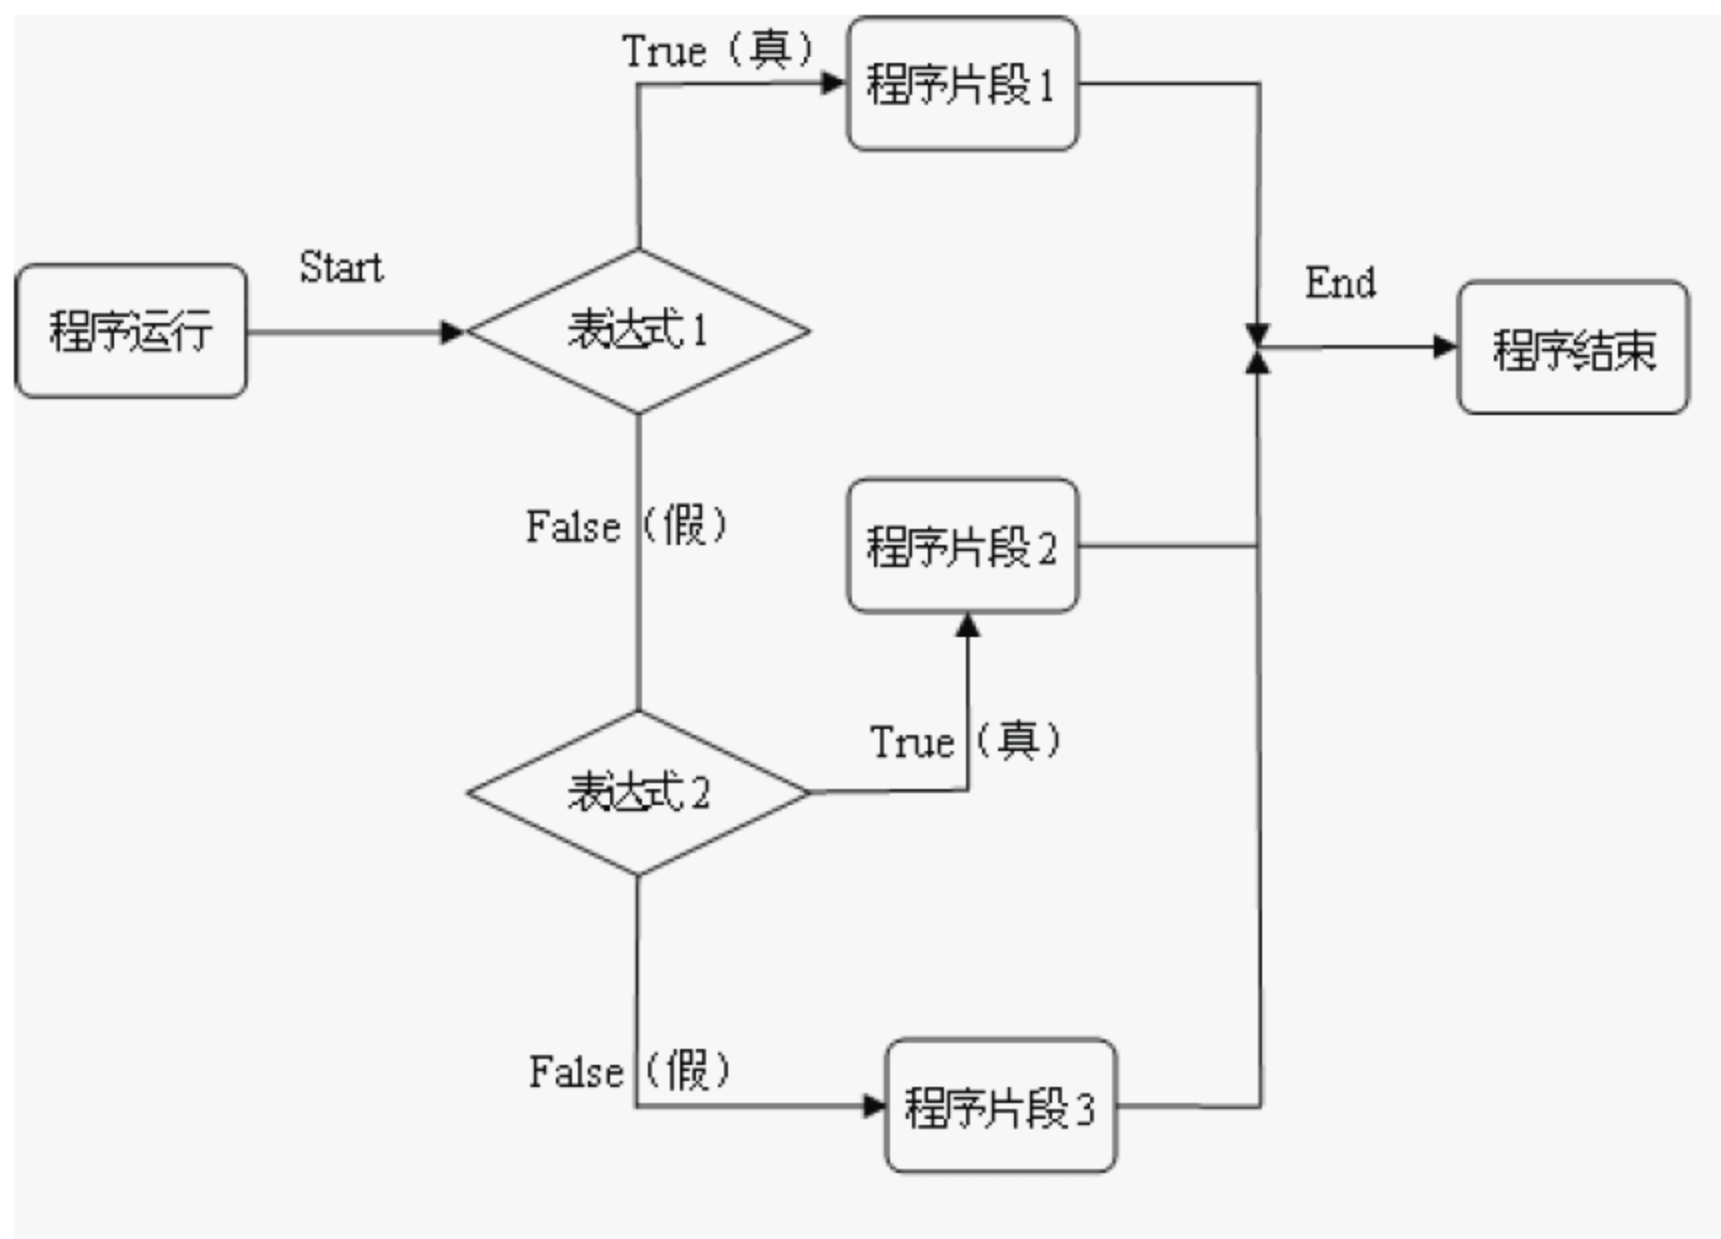 True（真）
程序片段1
Start
程序运行
表达式1
End
程序结束
False（假）
程序片段2
True（真）
表达式2
False（假）
程序片段3